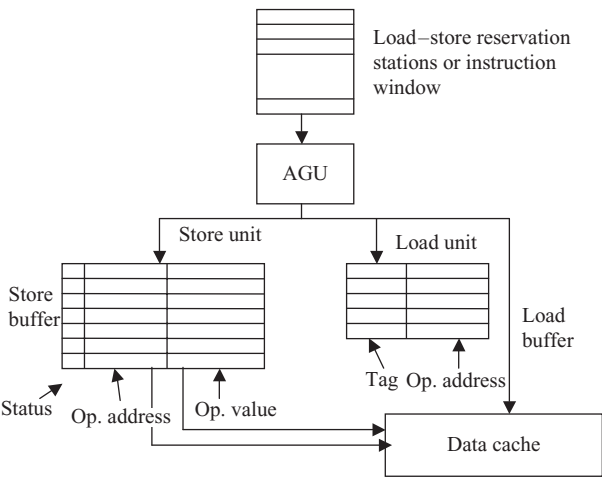 Load–store reservation
stations or instruction
window
AGU
Store unit
Load unit
Store
buffer
Load
buffer
Tag Op. address
Status
Op. address
Op. value
Data cache